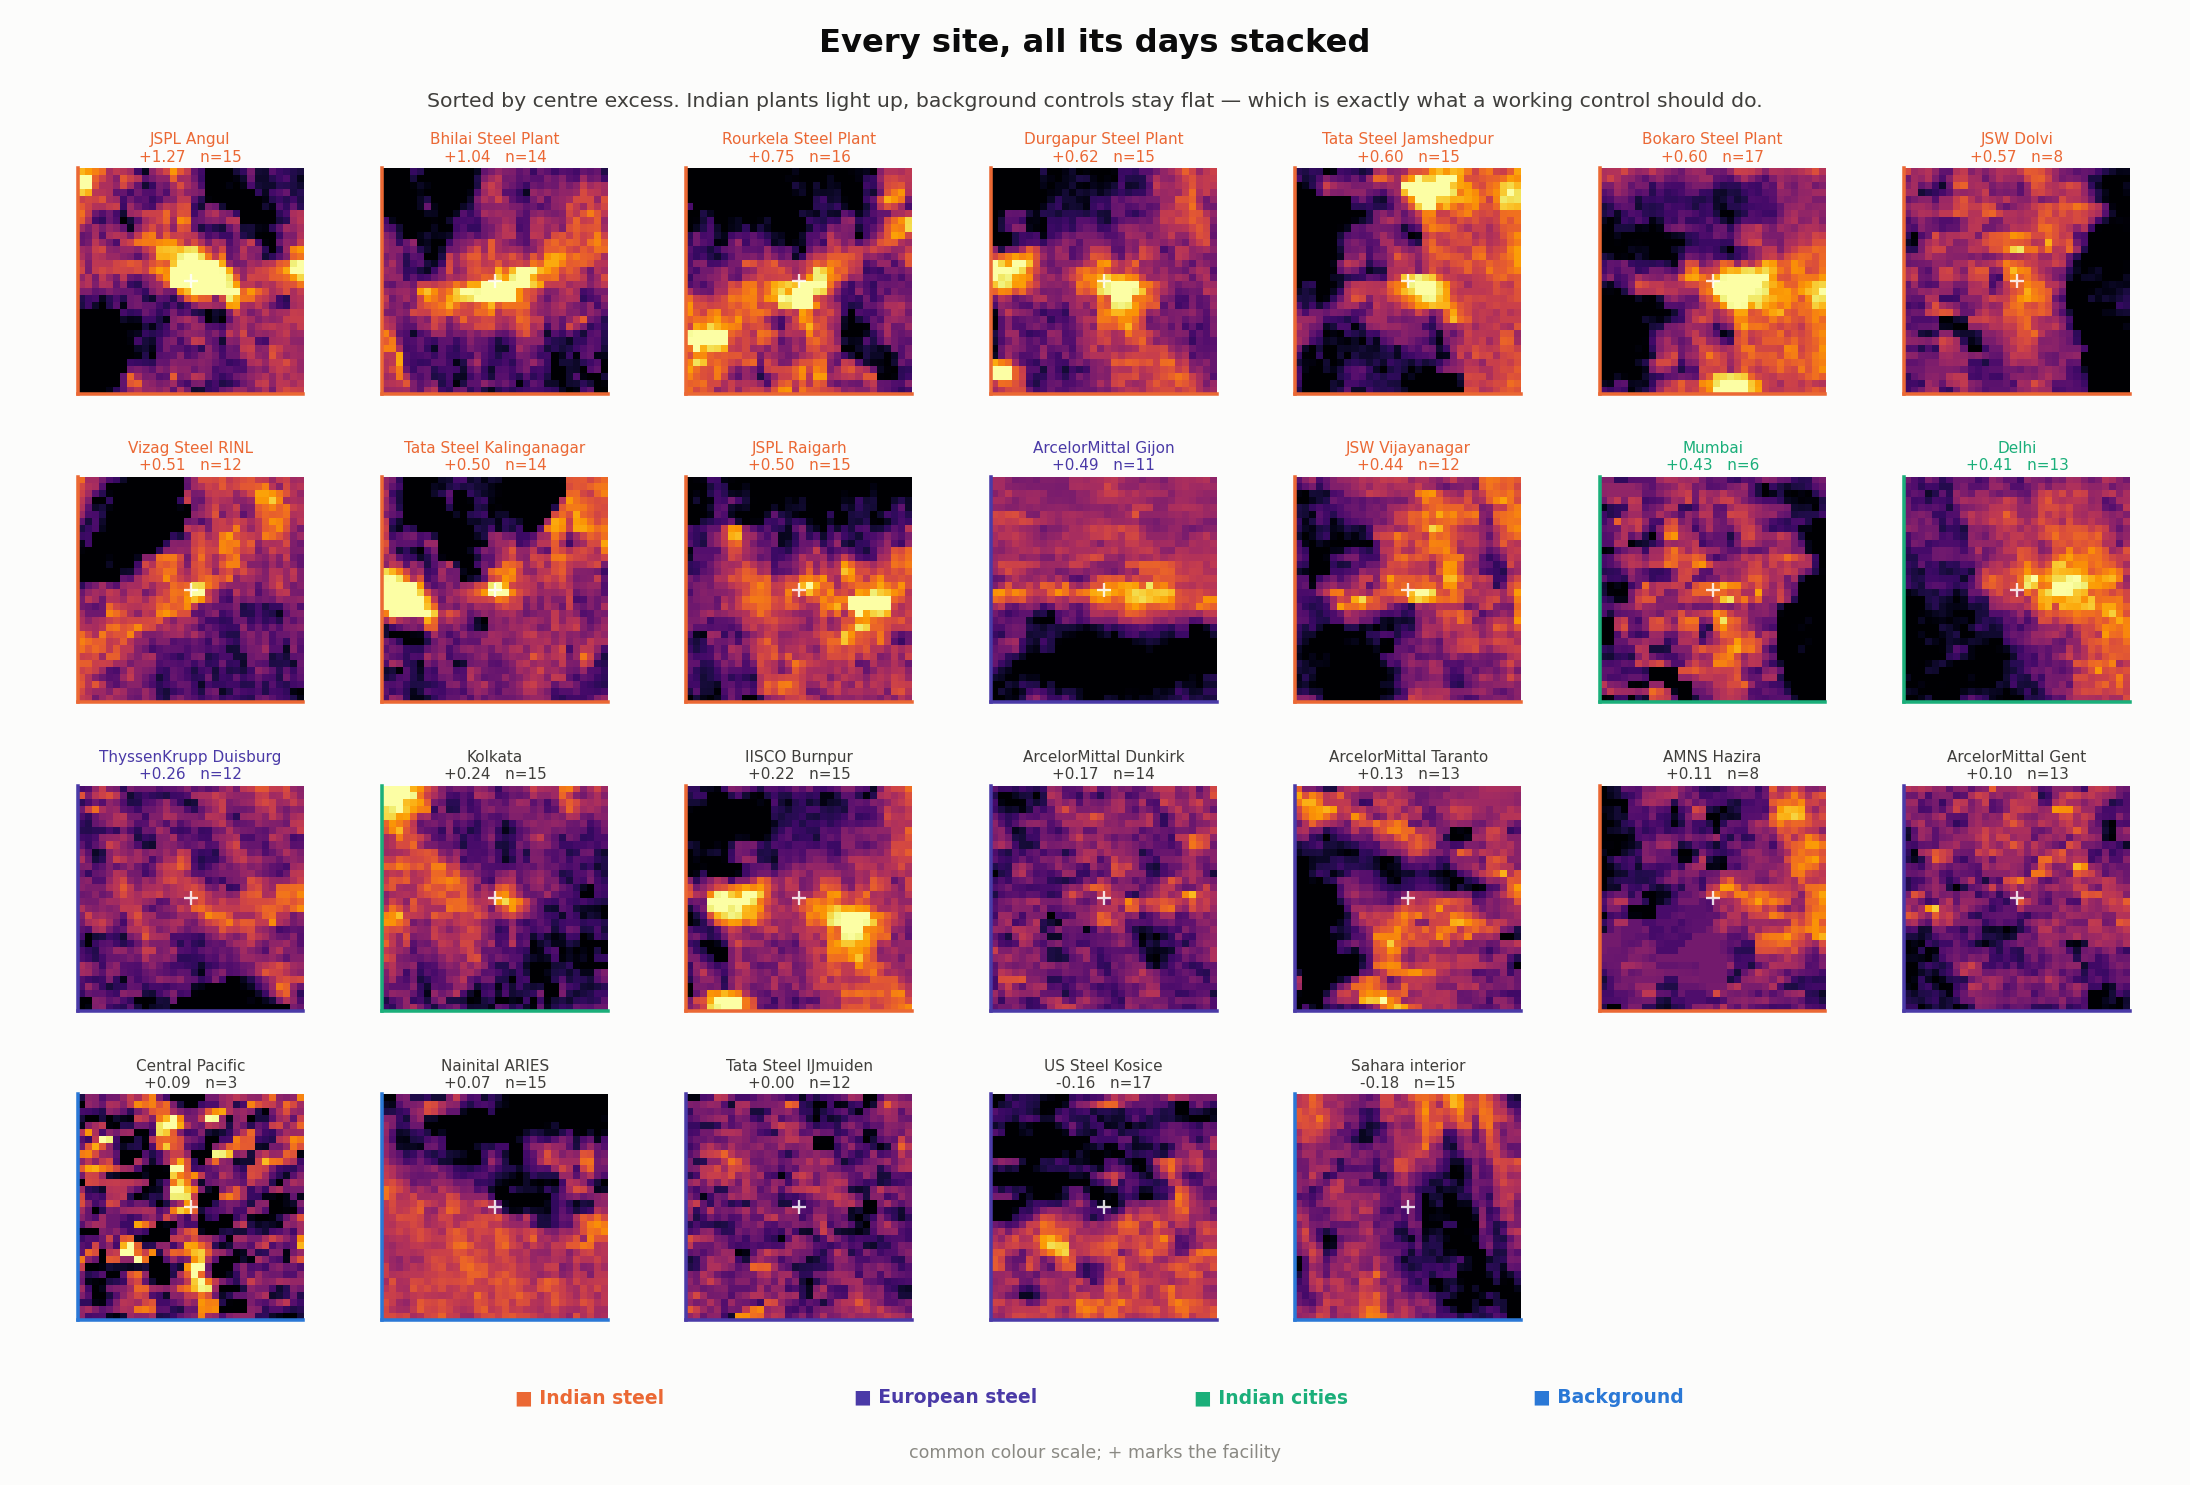 Every site, all its days stacked
Sorted by centre excess. Indian plants light up, background controls stay flat — which is exactly what a working control should do.
JSPL Angul
+1.27 n=15
Bhilai Steel Plant
+1.04 n=14
Rourkela Steel Plant
+0.75 n=16
Durgapur Steel Plant
+0.62 n=15
Tata Steel Jamshedpur
+0.60 n=15
Bokaro Steel Plant
+0.60 n=17
JSW Dolvi
+0.57 n=8
Vizag Steel RINL
+0.51 n=12
Tata Steel Kalinganagar
+0.50 n=14
JSPL Raigarh
+0.50 n=15
ArcelorMittal Gijon
+0.49 n=11
JSW Vijayanagar
+0.44 n=12
Mumbai
+0.43 n=6
Delhi
+0.41 n=13
ThyssenKrupp Duisburg
+0.26 n=12
Kolkata
+0.24 n=15
IISCO Burnpur
+0.22 n=15
ArcelorMittal Dunkirk
+0.17 n=14
ArcelorMittal Taranto
+0.13 n=13
AMNS Hazira
+0.11 n=8
ArcelorMittal Gent
+0.10 n=13
Central Pacific
+0.09 n=3
Nainital ARIES
+0.07 n=15
Tata Steel IJmuiden
+0.00 n=12
US Steel Kosice
-0.16 n=17
Sahara interior
-0.18 n=15
■ Indian steel
■ European steel
■ Indian cities
■ Background
common colour scale; + marks the facility